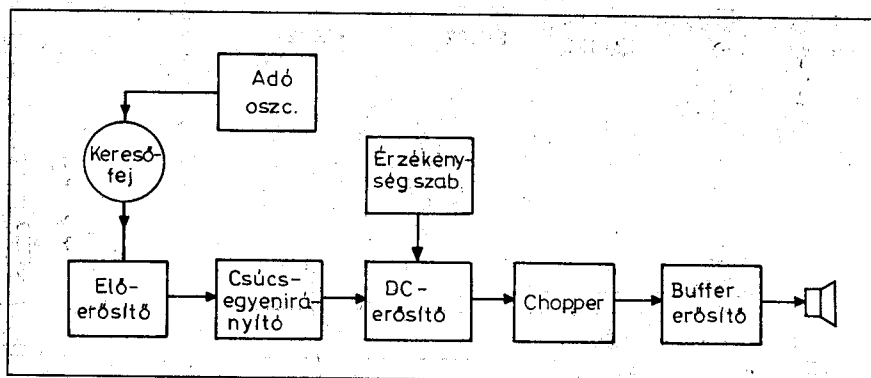 Adó
oszc.
Kereső-
fej
Érzékeny-
ség.szab.
Elő-
erősítő
Csúcs-
egyenirá-
nyító
DC-
erősítő
Chopper
Buffer
erősítő